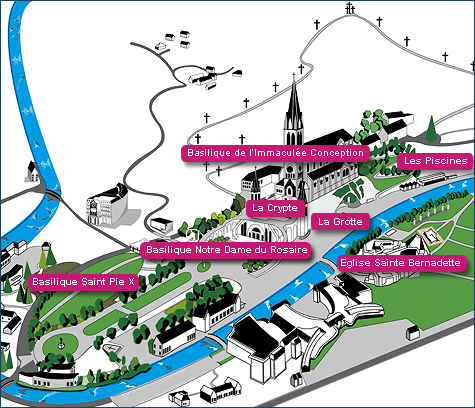 Basilique de l'Immaculée Conception
Les Piscines
La Crypte
La Grotte
Basilique Notre Dame du Rosaire
Eglise Sainte Bernadette
Basilique Saint Pie X